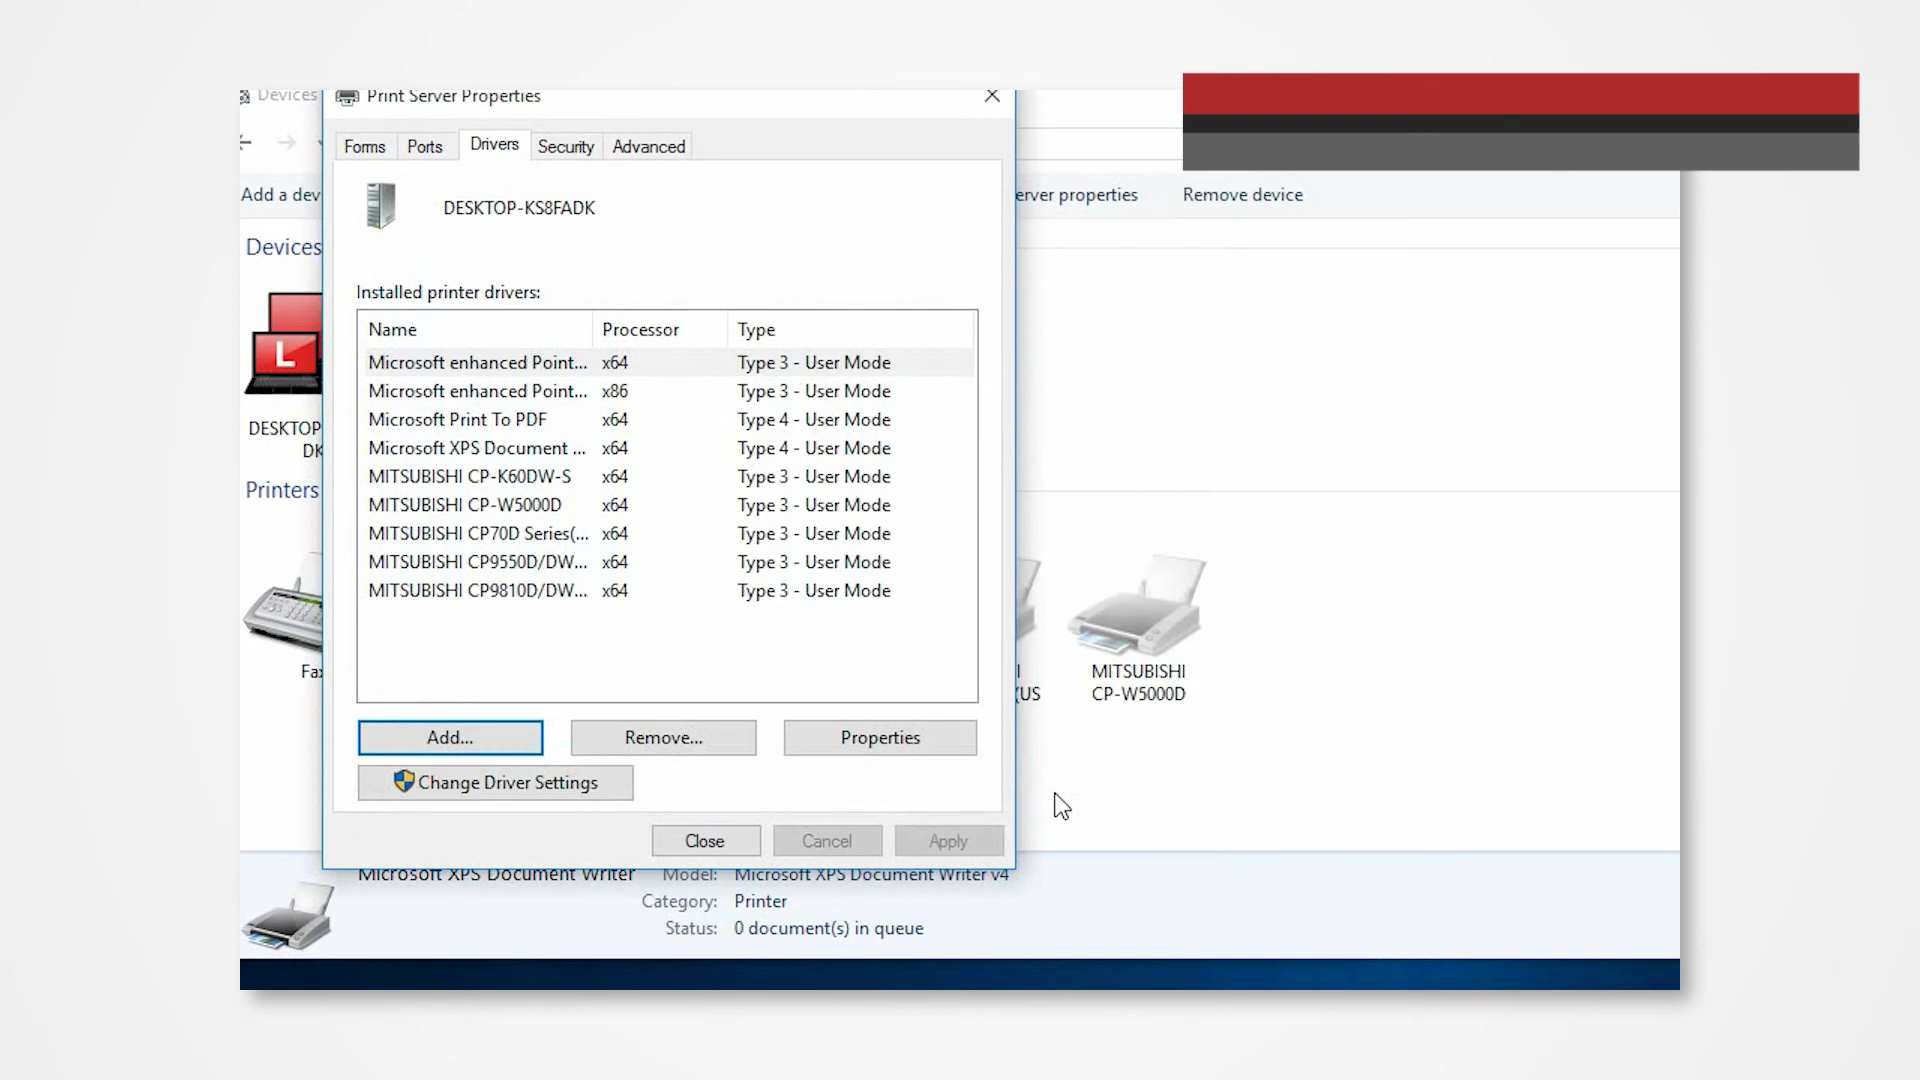 Devices
Print Server Properties
Forms
Ports
Drivers
Security
Advanced
Add a dev
erver properties
Remove device
DESKTOP-KS8FADK
Devices
Installed printer drivers:
Name Processor Type
Microsoft enhanced Point... x64 Type 3 - User Mode
Microsoft enhanced Point... x86 Type 3 - User Mode
Microsoft Print To PDF x64 Type 4 - User Mode
Microsoft XPS Document ... x64 Type 4 - User Mode
MITSUBISHI CP-K60DW-S x64 Type 3 - User Mode
MITSUBISHI CP-W5000D x64 Type 3 - User Mode
MITSUBISHI CP70D Series(... x64 Type 3 - User Mode
MITSUBISHI CP9550D/DW... x64 Type 3 - User Mode
MITSUBISHI CP9810D/DW... x64 Type 3 - User Mode
L
DESKTOP
DK
Printers
Fax
I
(US
MITSUBISHI
CP-W5000D
Add...
Remove...
Properties
Change Driver Settings
Close
Cancel
Apply
Microsoft XPS Document Writer
Model: Microsoft XPS Document Writer v4
Category: Printer
Status: 0 document(s) in queue